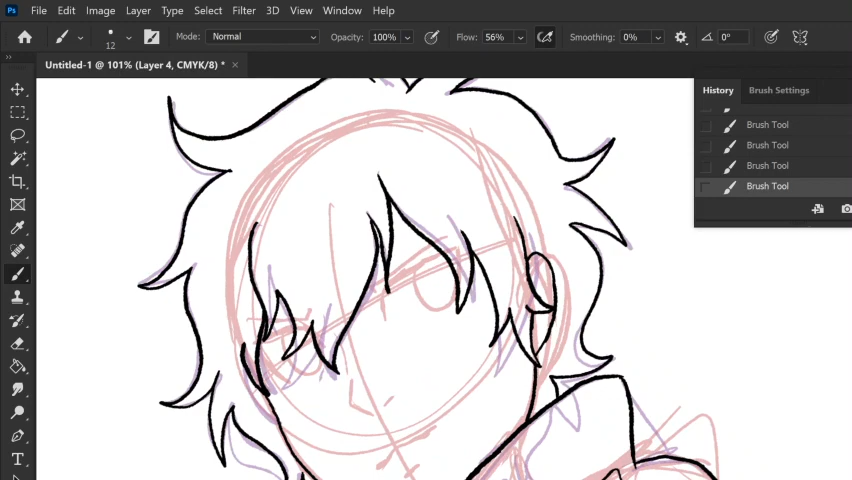 Ps File Edit Image Layer Type Select Filter 3D View Window Help
12 Mode: Normal Opacity: 100% Flow: 56% Smoothing: 0% 0°
Untitled-1 @ 101% (Layer 4, CMYK/8) * ×
History Brush Settings
Brush Tool
Brush Tool
Brush Tool
Brush Tool
T